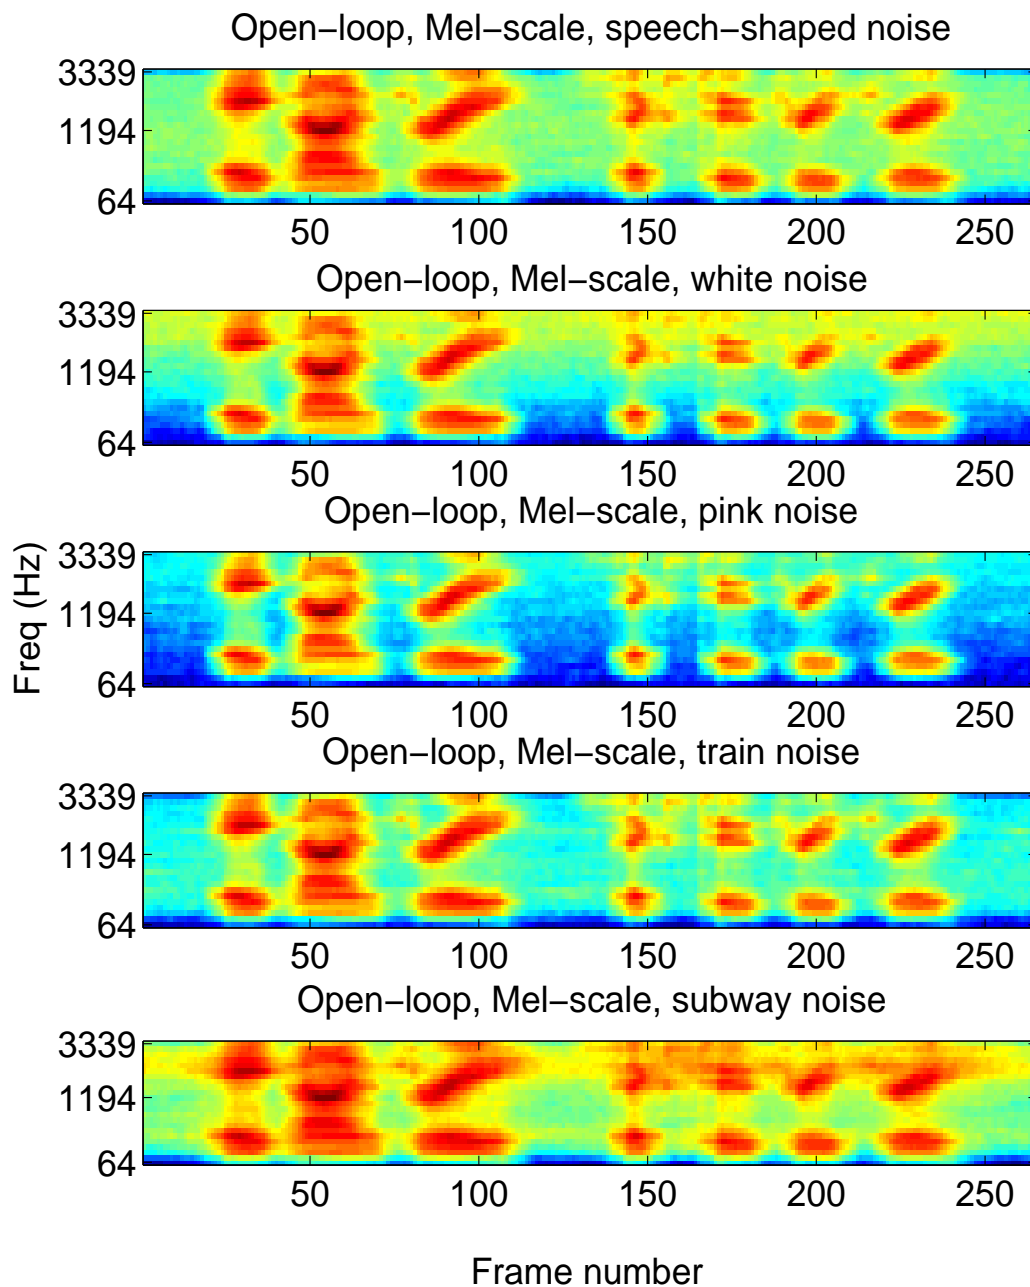 Open−loop, Mel−scale, speech−shaped noise
3339
1194
64
50 100 150 200 250
Open−loop, Mel−scale, white noise
3339
1194
64
50 100 150 200 250
Open−loop, Mel−scale, pink noise
Freq (Hz)
3339
1194
64
50 100 150 200 250
Open−loop, Mel−scale, train noise
3339
1194
64
50 100 150 200 250
Open−loop, Mel−scale, subway noise
3339
1194
64
50 100 150 200 250
Frame number